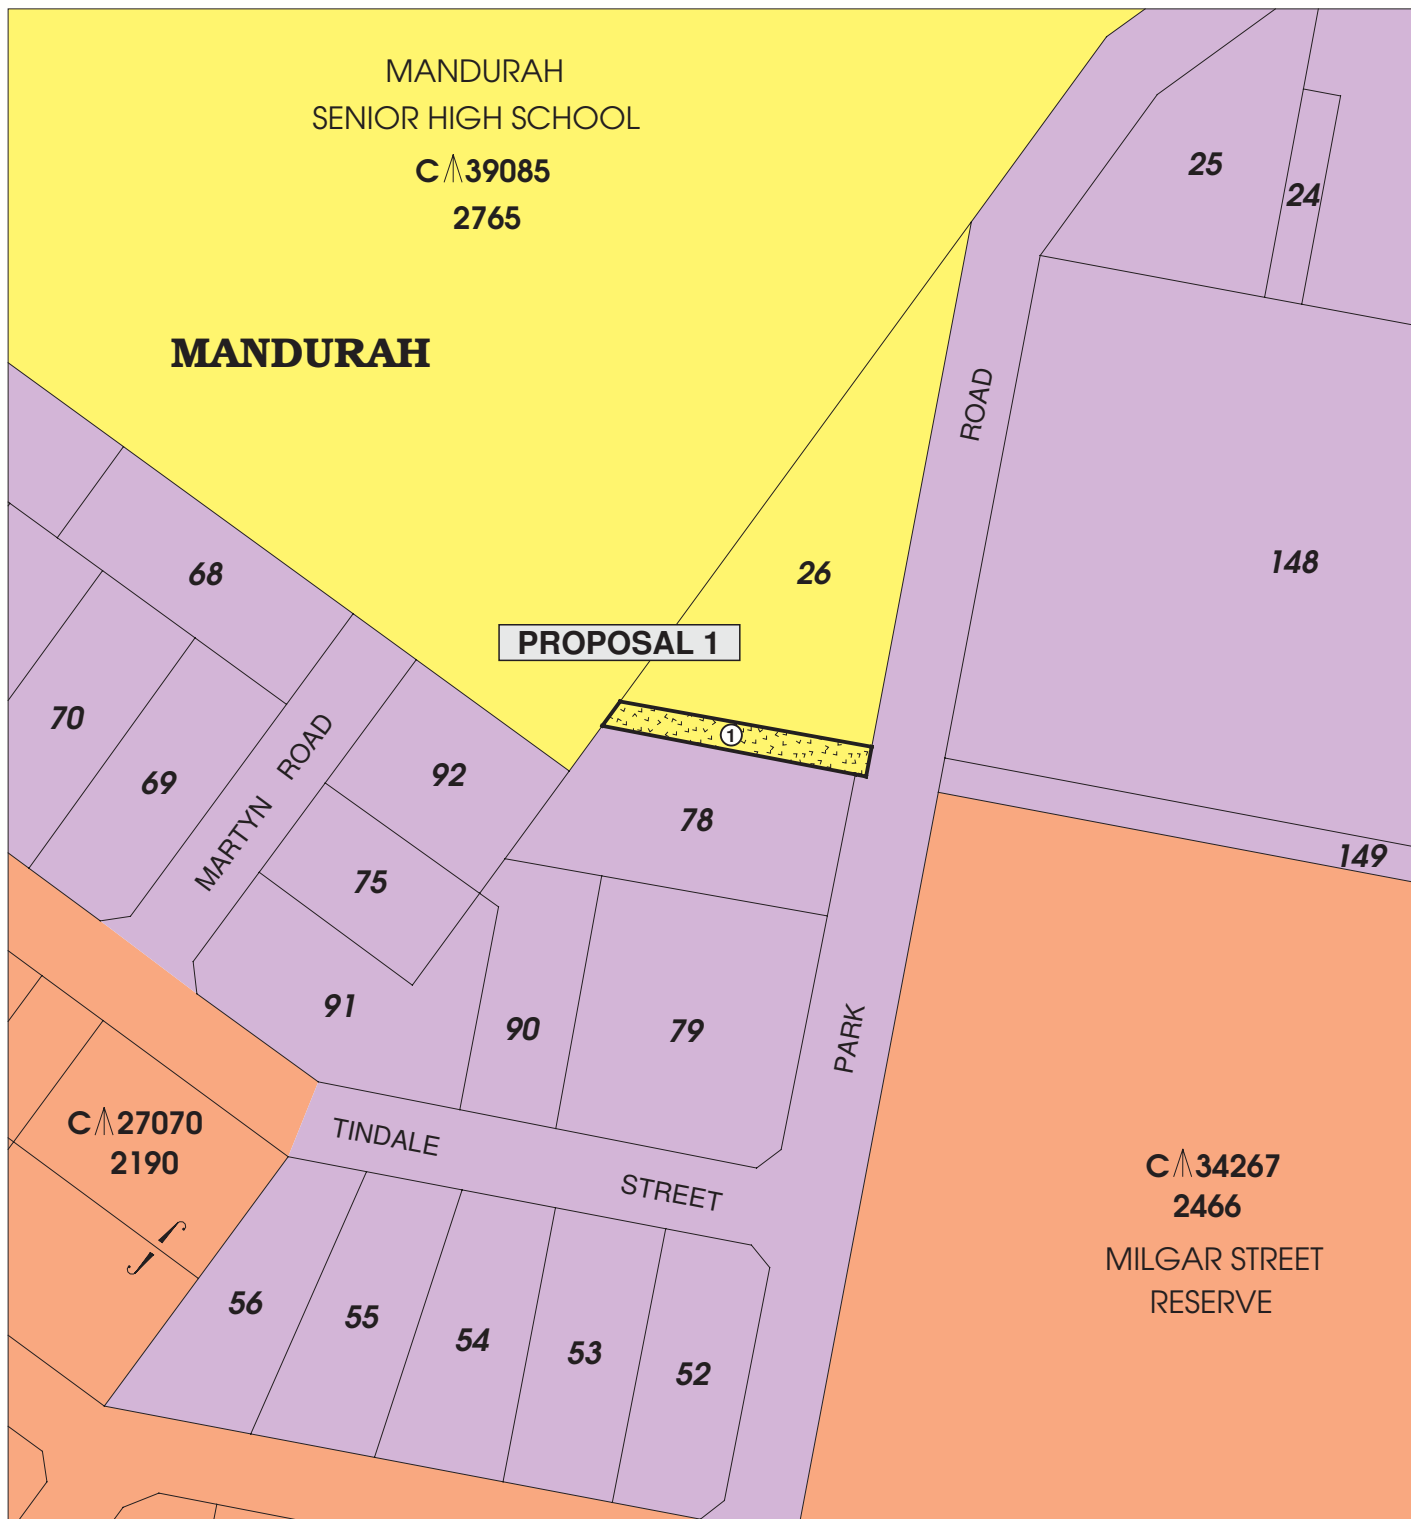 MANDURAH
SENIOR HIGH SCHOOL
C 39085
2765
MANDURAH
25
24
ROAD
148
26
68
PROPOSAL 1
1
70
69
MARTYN ROAD
92
75
78
149
91
90
79
PARK
C 27070
2190
TINDALE
STREET
C 34267
2466
MILGAR STREET
RESERVE
56
55
54
53
52